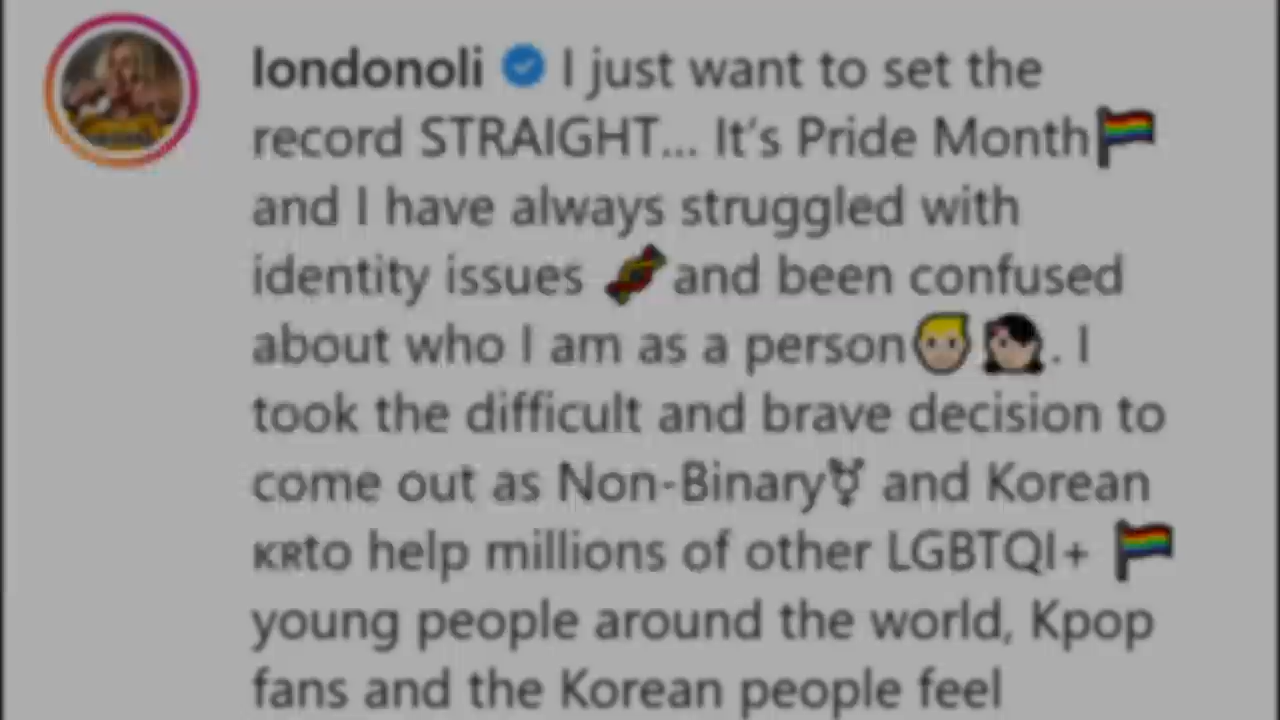 londonoli I just want to set the
record STRAIGHT... It's Pride Month🏳️‍🌈
and I have always struggled with
identity issues 🧬and been confused
about who I am as a person👱🏻👧🏻. I
took the difficult and brave decision to
come out as Non-Binary⚧ and Korean
KRto help millions of other LGBTQI+ 🏳️‍🌈
young people around the world, Kpop
fans and the Korean people feel